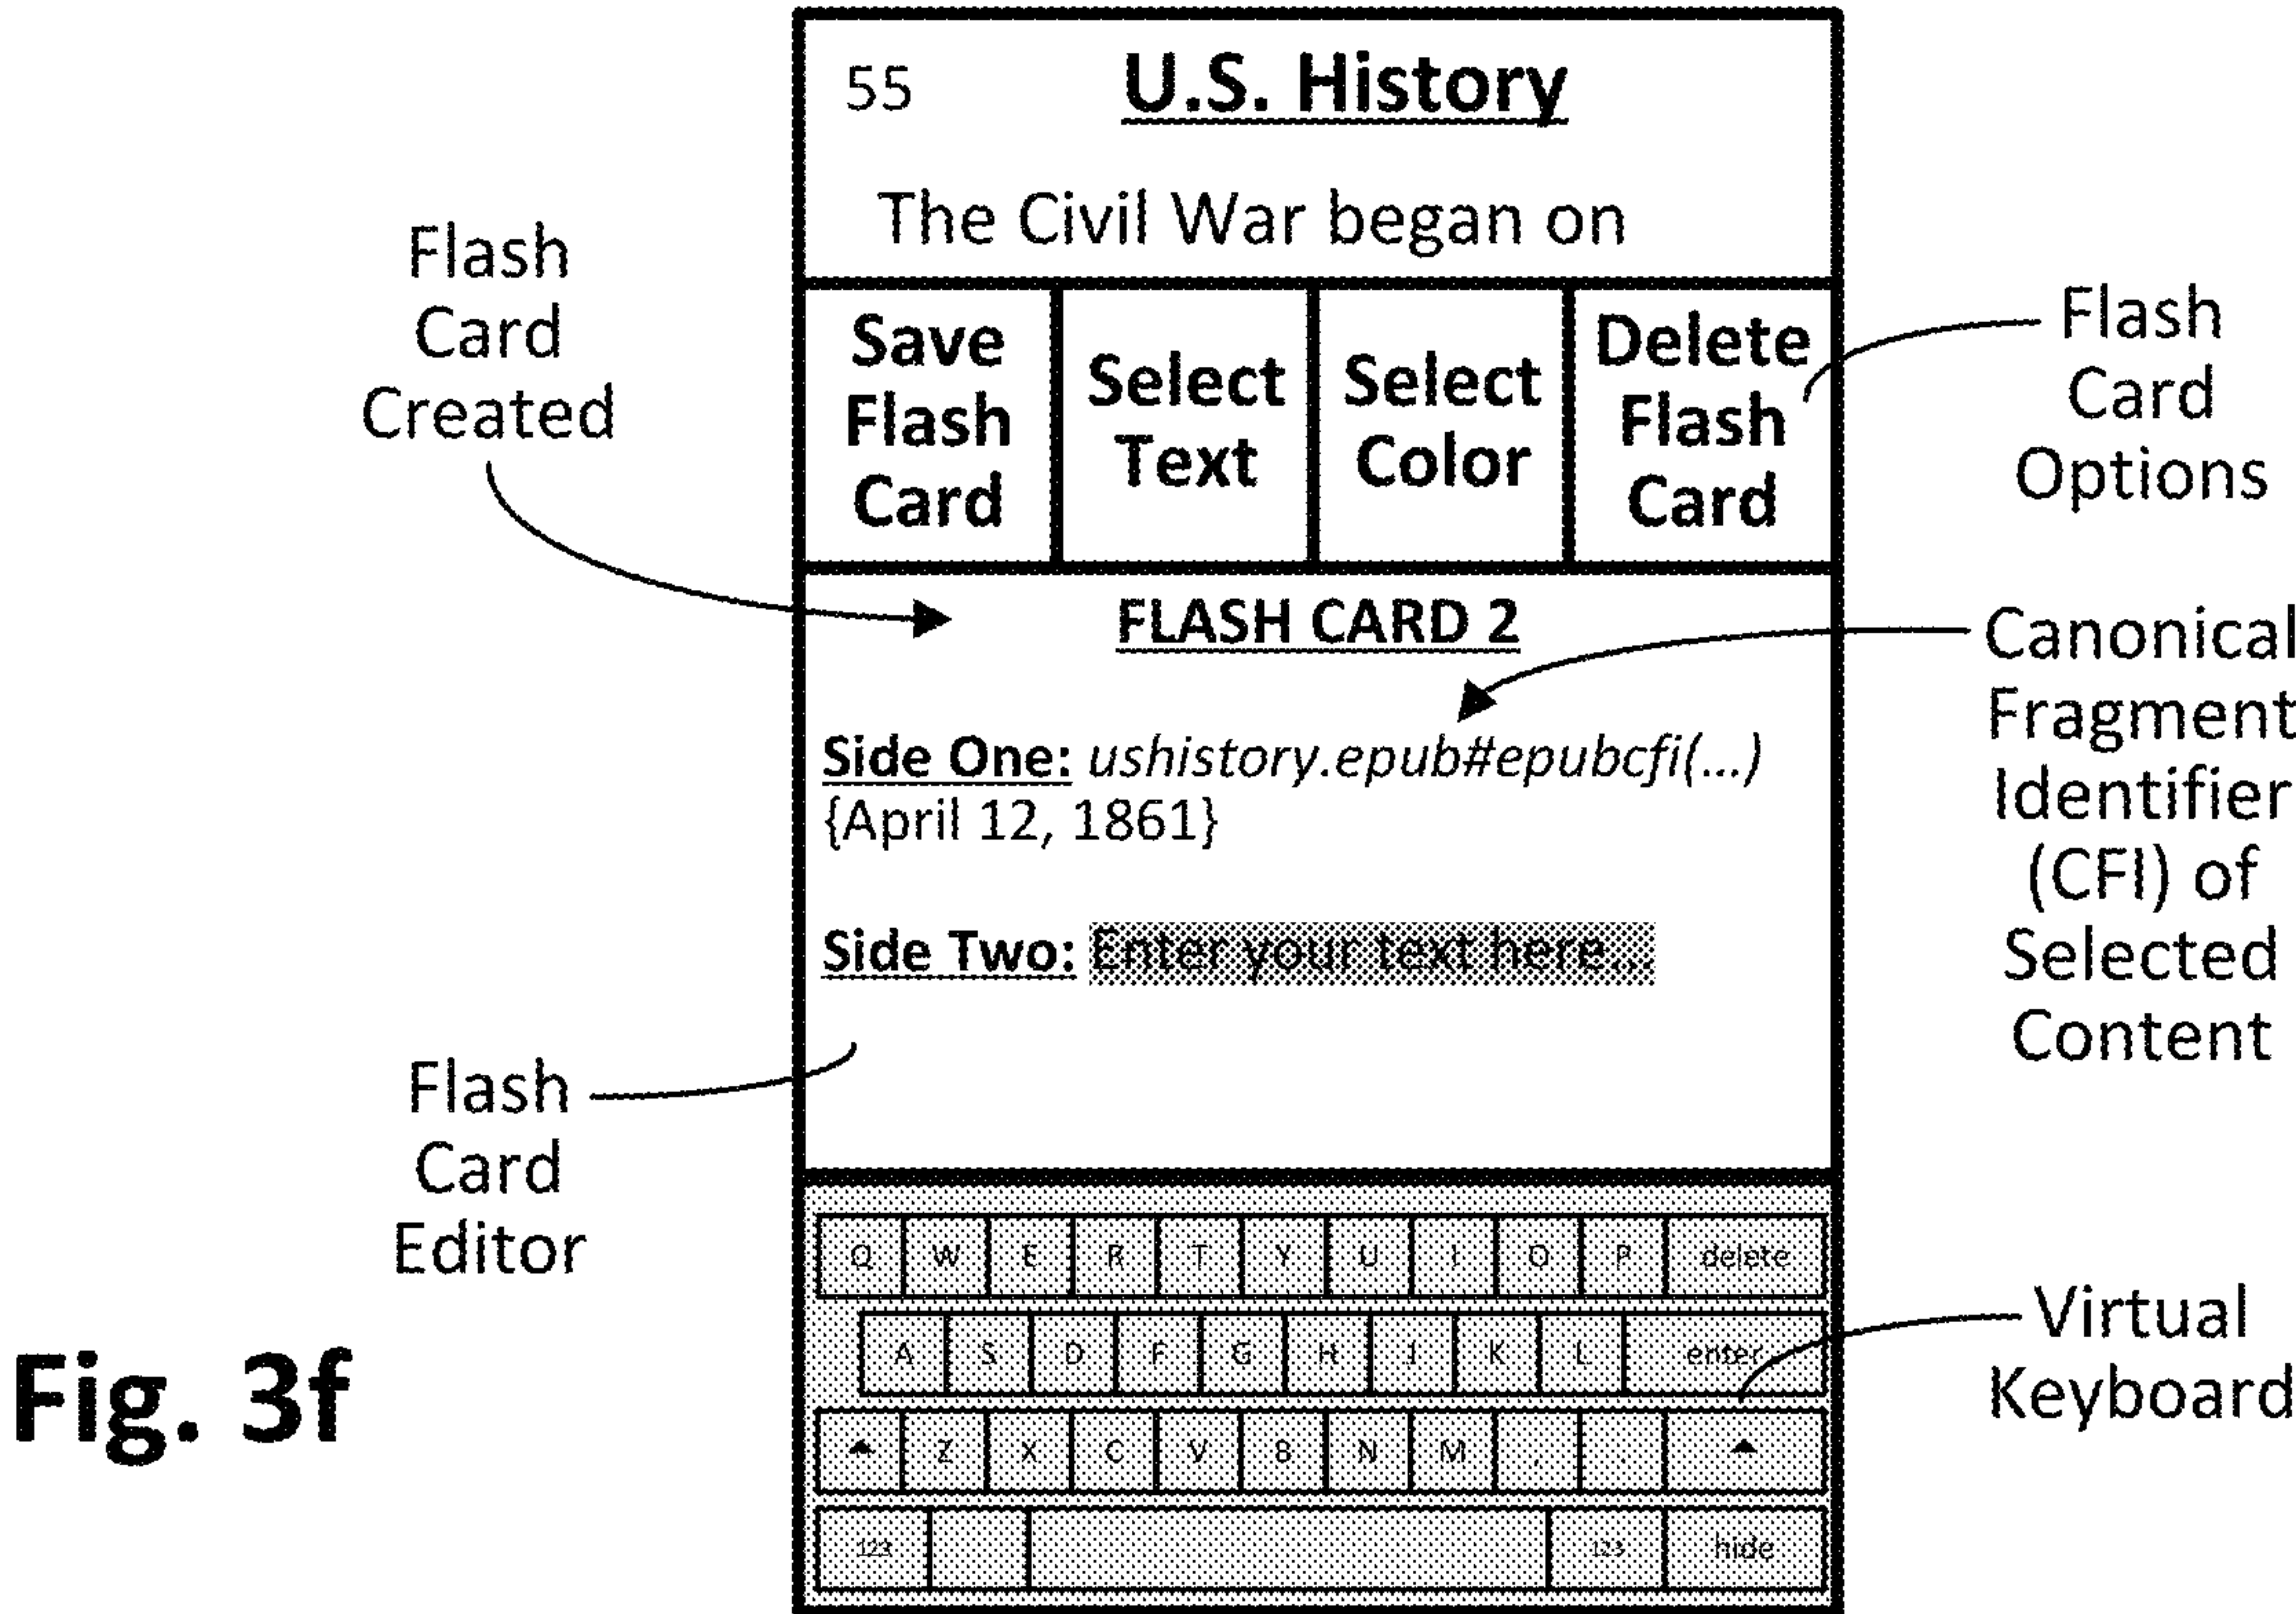 55
U.S. History
The Civil War began on
Save
Flash
Card
Select
Text
Select
Color
Delete
Flash
Card
FLASH CARD 2
Side One: ushistory.epub#epubcfi(...)
{April 12, 1861}
Side Two: Enter your text here...
Q W E R T Y U I O P delete
A S D F G H J K L enter
Z X C V B N M , .
123 123 hide
Flash
Card
Created
Flash
Card
Editor
Flash
Card
Options
Canonical
Fragment
Identifier
(CFI) of
Selected
Content
Virtual
Keyboard
Fig. 3f